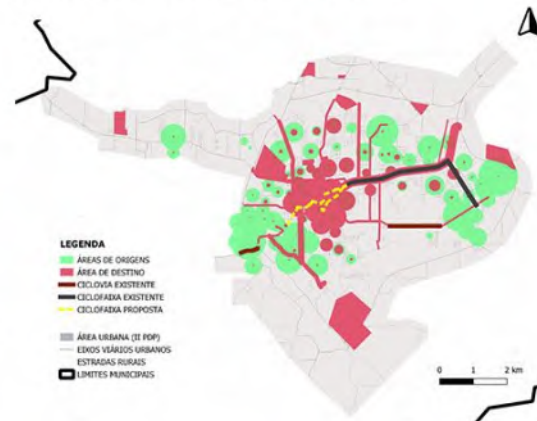 LEGENDA
ÁREAS DE ORIGENS
ÁREA DE DESTINO
CICLOVIA EXISTENTE
CICLOFAIXA EXISTENTE
CICLOFAIXA PROPOSTA
ÁREA URBANA (II PDP)
EIXOS VIÁRIOS URBANOS
ESTRADAS RURAIS
LIMITES MUNICIPAIS
0 1 2 km